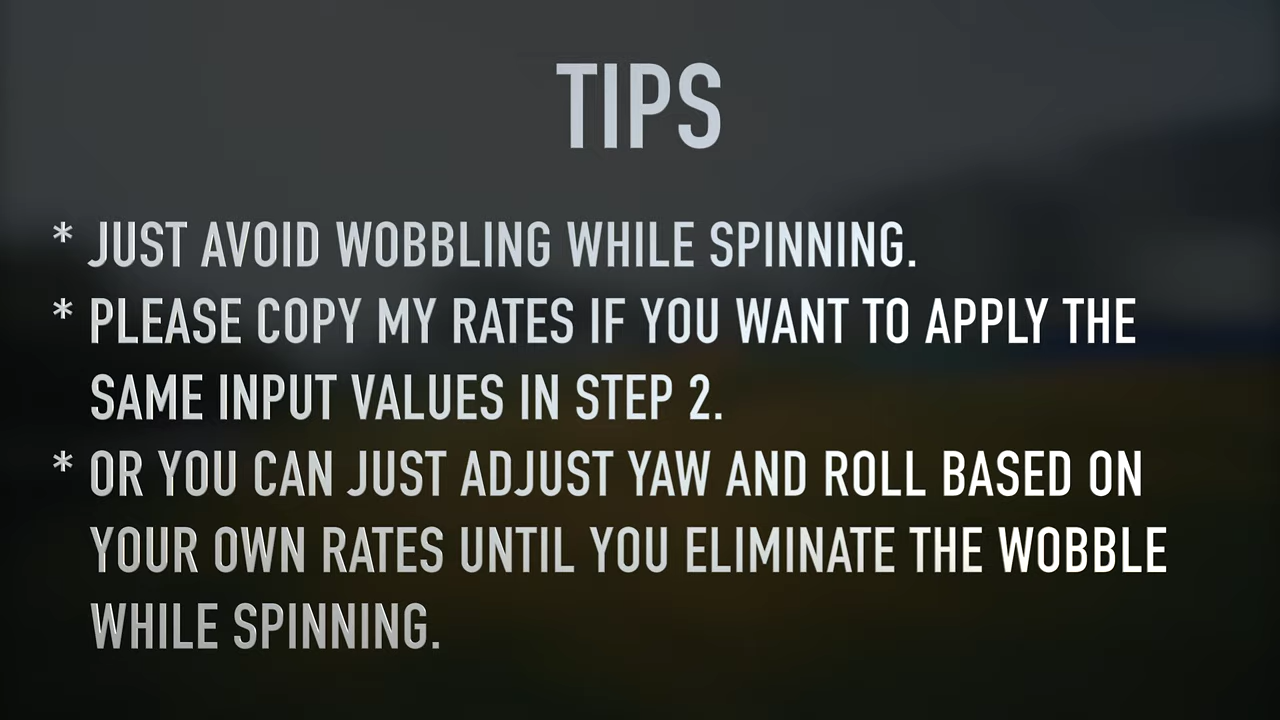 TIPS
* JUST AVOID WOBBLING WHILE SPINNING.
* PLEASE COPY MY RATES IF YOU WANT TO APPLY THE
SAME INPUT VALUES IN STEP 2.
* OR YOU CAN JUST ADJUST YAW AND ROLL BASED ON
YOUR OWN RATES UNTIL YOU ELIMINATE THE WOBBLE
WHILE SPINNING.